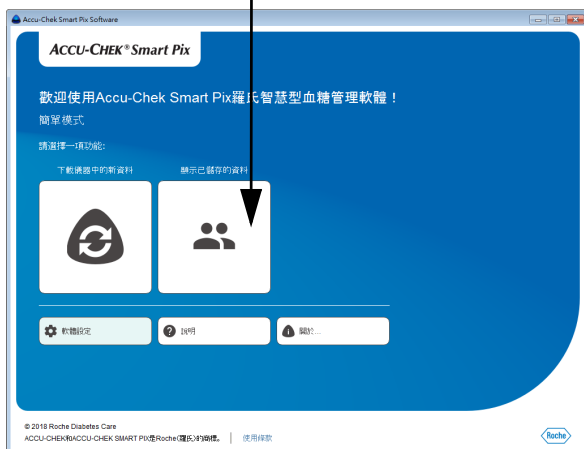 Accu-Chek Smart Pix Software
ACCU-CHEK® Smart Pix
歡迎使用Accu-Chek Smart Pix羅氏智慧型血糖管理軟體！
簡單模式
請選擇一項功能:
下載儀器中的新資料
顯示已儲存的資料
軟體設定
說明
關於...
© 2018 Roche Diabetes Care
ACCU-CHEK和ACCU-CHEK SMART PIX是Roche(羅氏)的商標。 使用條款
Roche